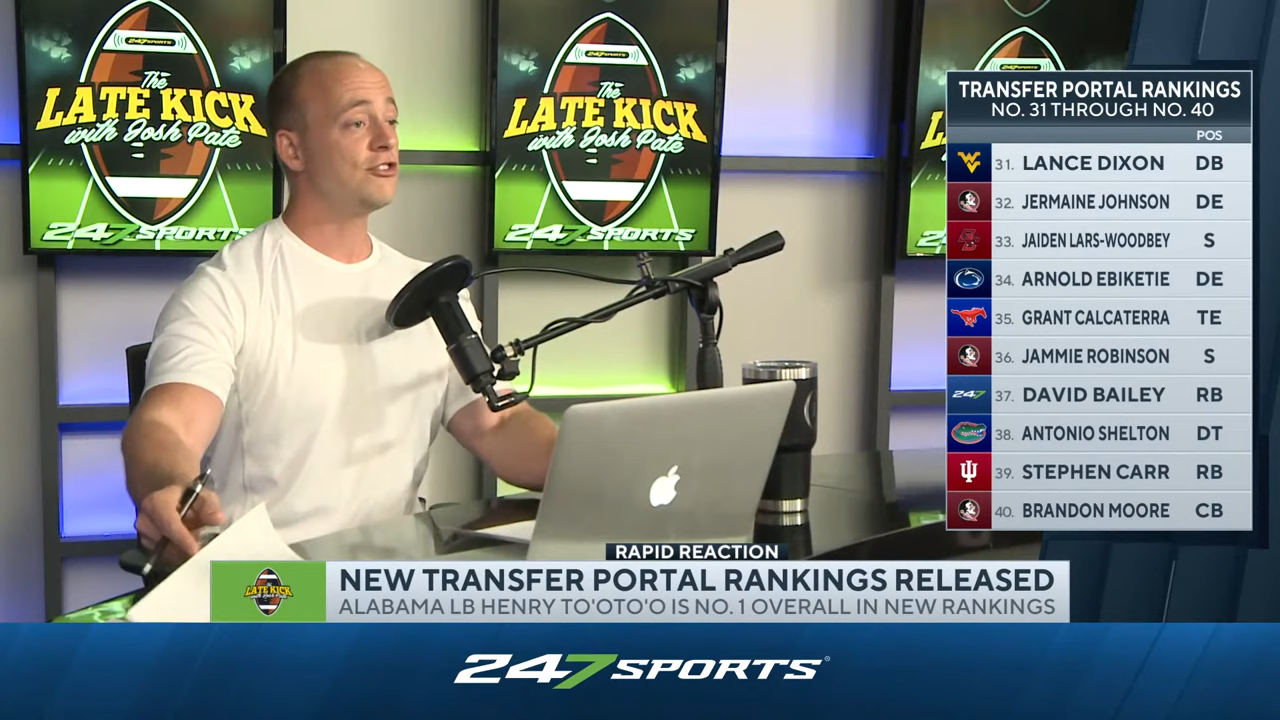 247SPORTS
The
LATE KICK
with Josh Pate
247SPORTS
247SPORTS
The
LATE KICK
with Josh Pate
247SPORTS
TRANSFER PORTAL RANKINGS
NO. 31 THROUGH NO. 40
POS
31. LANCE DIXON DB
32. JERMAINE JOHNSON DE
33. JAIDEN LARS-WOODBEY S
34. ARNOLD EBIKETIE DE
35. GRANT CALCATERRA TE
36. JAMMIE ROBINSON S
247 37. DAVID BAILEY RB
38. ANTONIO SHELTON DT
39. STEPHEN CARR RB
40. BRANDON MOORE CB
RAPID REACTION
LATE KICK
NEW TRANSFER PORTAL RANKINGS RELEASED
ALABAMA LB HENRY TO'OTO'O IS NO. 1 OVERALL IN NEW RANKINGS
247SPORTS®